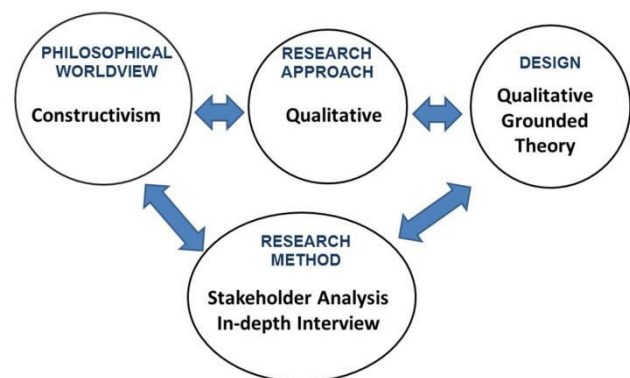 PHILOSOPHICAL
WORLDVIEW
Constructivism
RESEARCH
APPROACH
Qualitative
DESIGN
Qualitative
Grounded
Theory
RESEARCH
METHOD
Stakeholder Analysis
In-depth Interview